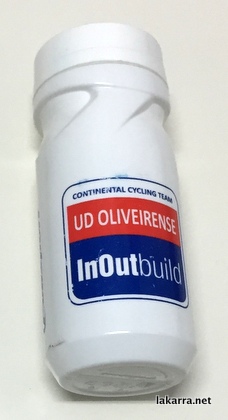 CONTINENTAL CYCLING TEAM
UD OLIVEIRENSE
InOutbuild
lakarra.net